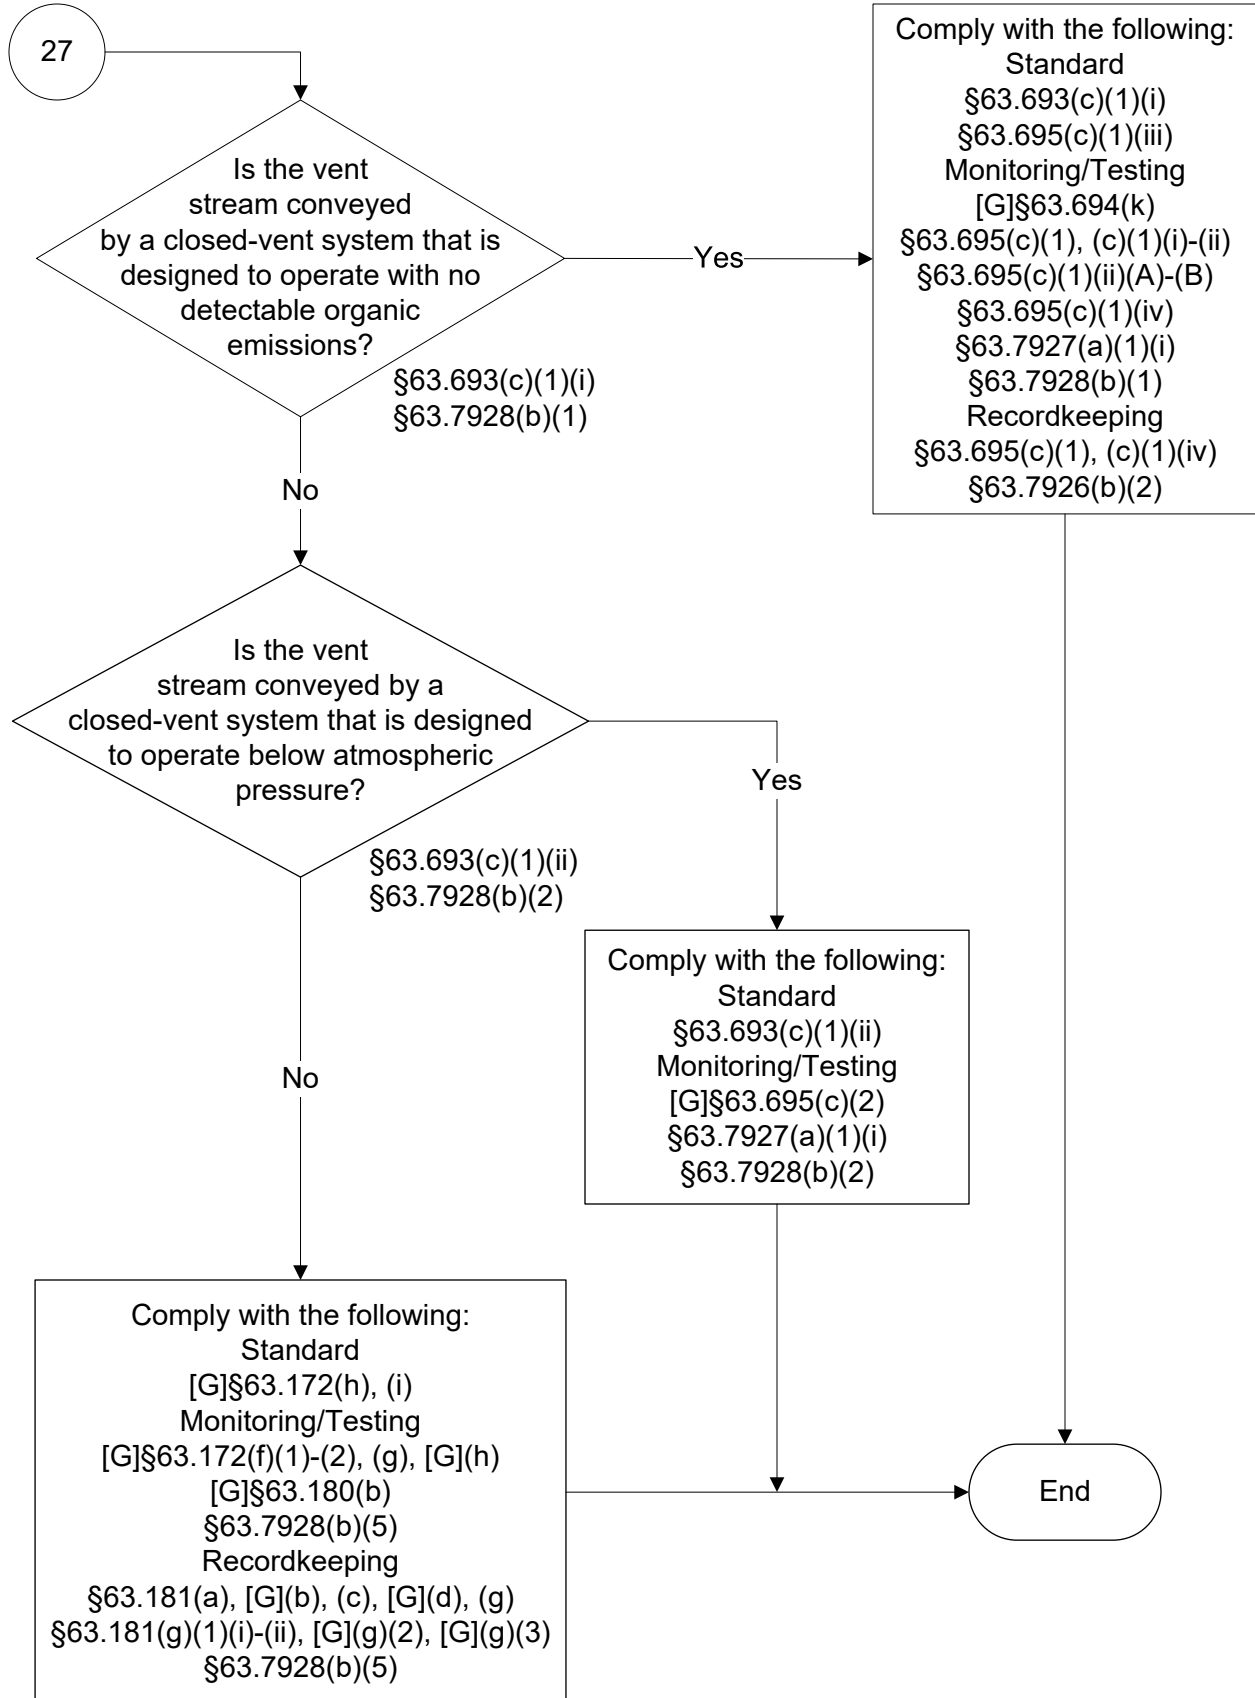 27
Is the vent
stream conveyed
by a closed-vent system that is
designed to operate with no
detectable organic
emissions?
§63.693(c)(1)(i)
§63.7928(b)(1)
Yes
Comply with the following:
Standard
§63.693(c)(1)(i)
§63.695(c)(1)(iii)
Monitoring/Testing
[G]§63.694(k)
§63.695(c)(1), (c)(1)(i)-(ii)
§63.695(c)(1)(ii)(A)-(B)
§63.695(c)(1)(iv)
§63.7927(a)(1)(i)
§63.7928(b)(1)
Recordkeeping
§63.695(c)(1), (c)(1)(iv)
§63.7926(b)(2)
No
Is the vent
stream conveyed by a
closed-vent system that is designed
to operate below atmospheric
pressure?
§63.693(c)(1)(ii)
§63.7928(b)(2)
Yes
Comply with the following:
Standard
§63.693(c)(1)(ii)
Monitoring/Testing
[G]§63.695(c)(2)
§63.7927(a)(1)(i)
§63.7928(b)(2)
No
Comply with the following:
Standard
[G]§63.172(h), (i)
Monitoring/Testing
[G]§63.172(f)(1)-(2), (g), [G](h)
[G]§63.180(b)
§63.7928(b)(5)
Recordkeeping
§63.181(a), [G](b), (c), [G](d), (g)
§63.181(g)(1)(i)-(ii), [G](g)(2), [G](g)(3)
§63.7928(b)(5)
End